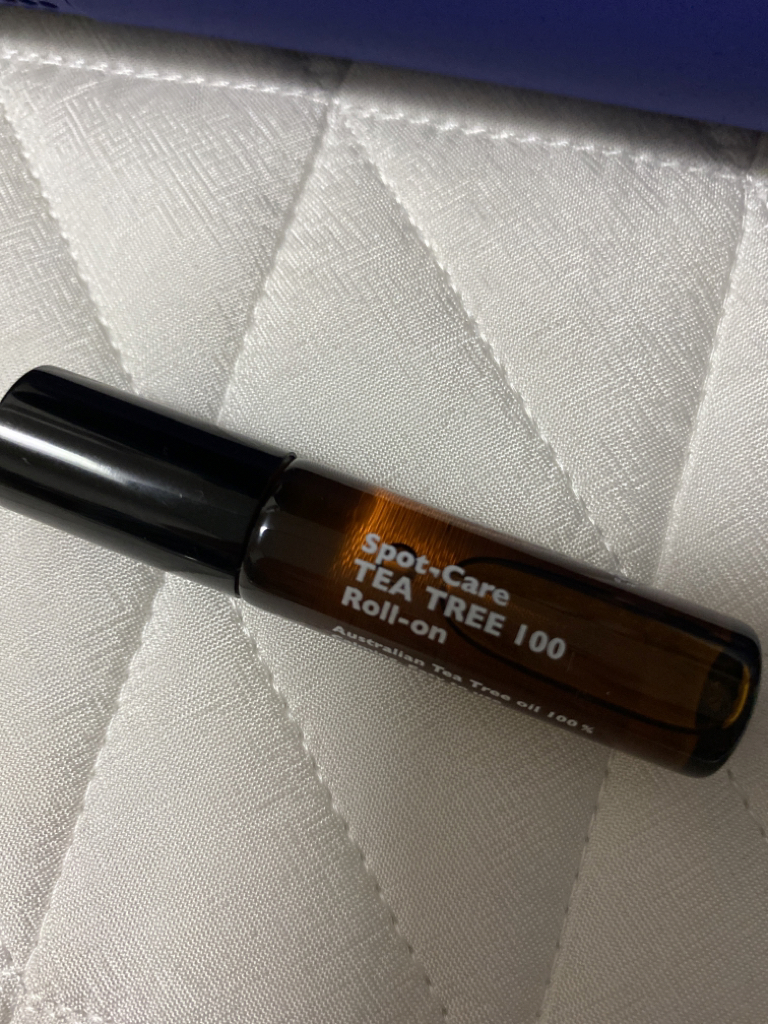 Spot-Care
TEA TREE 100
Roll-on
Australian Tea Tree oil 100%